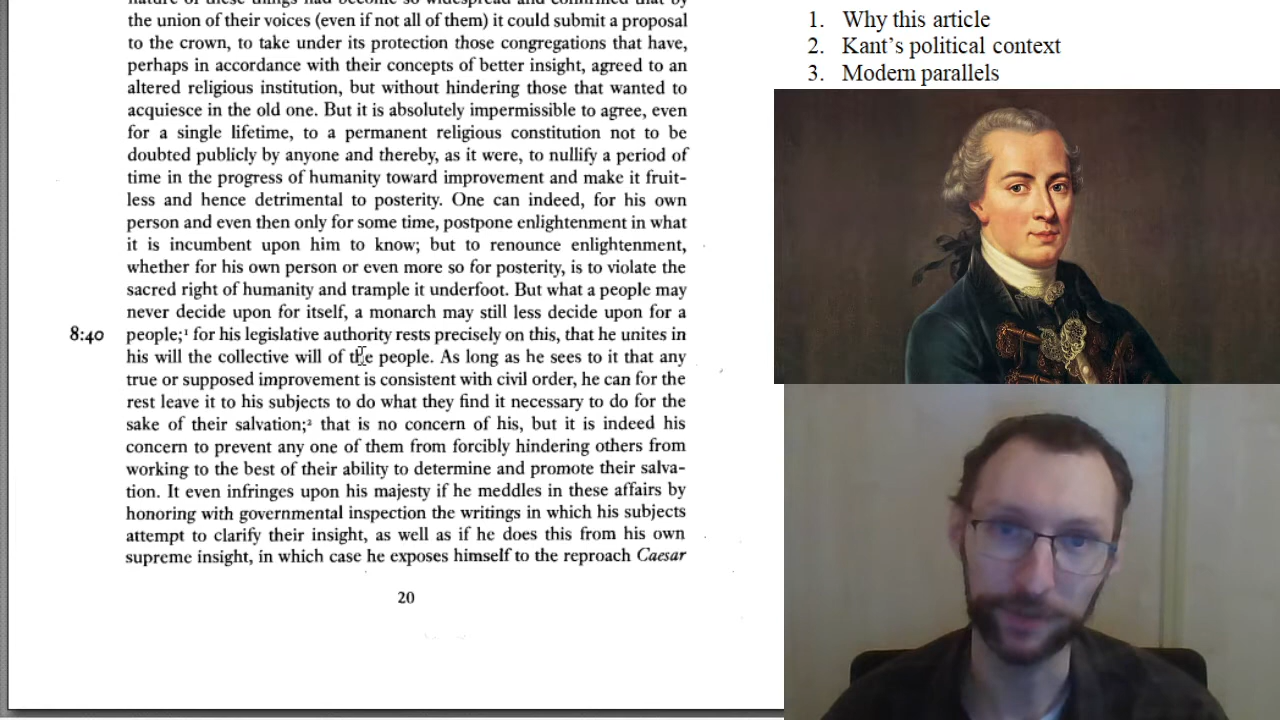 nature of these things had become so widespread and confirmed that by
the union of their voices (even if not all of them) it could submit a proposal
to the crown, to take under its protection those congregations that have,
perhaps in accordance with their concepts of better insight, agreed to an
altered religious institution, but without hindering those that wanted to
acquiesce in the old one. But it is absolutely impermissible to agree, even
for a single lifetime, to a permanent religious constitution not to be
doubted publicly by anyone and thereby, as it were, to nullify a period of
time in the progress of humanity toward improvement and make it fruit-
less and hence detrimental to posterity. One can indeed, for his own
person and even then only for some time, postpone enlightenment in what
it is incumbent upon him to know; but to renounce enlightenment,
whether for his own person or even more so for posterity, is to violate the
sacred right of humanity and trample it underfoot. But what a people may
never decide upon for itself, a monarch may still less decide upon for a
8:40 people;¹ for his legislative authority rests precisely on this, that he unites in
his will the collective will of the people. As long as he sees to it that any
true or supposed improvement is consistent with civil order, he can for the
rest leave it to his subjects to do what they find it necessary to do for the
sake of their salvation;² that is no concern of his, but it is indeed his
concern to prevent any one of them from forcibly hindering others from
working to the best of their ability to determine and promote their salva-
tion. It even infringes upon his majesty if he meddles in these affairs by
honoring with governmental inspection the writings in which his subjects
attempt to clarify their insight, as well as if he does this from his own
supreme insight, in which case he exposes himself to the reproach Caesar
20
1. Why this article
2. Kant's political context
3. Modern parallels